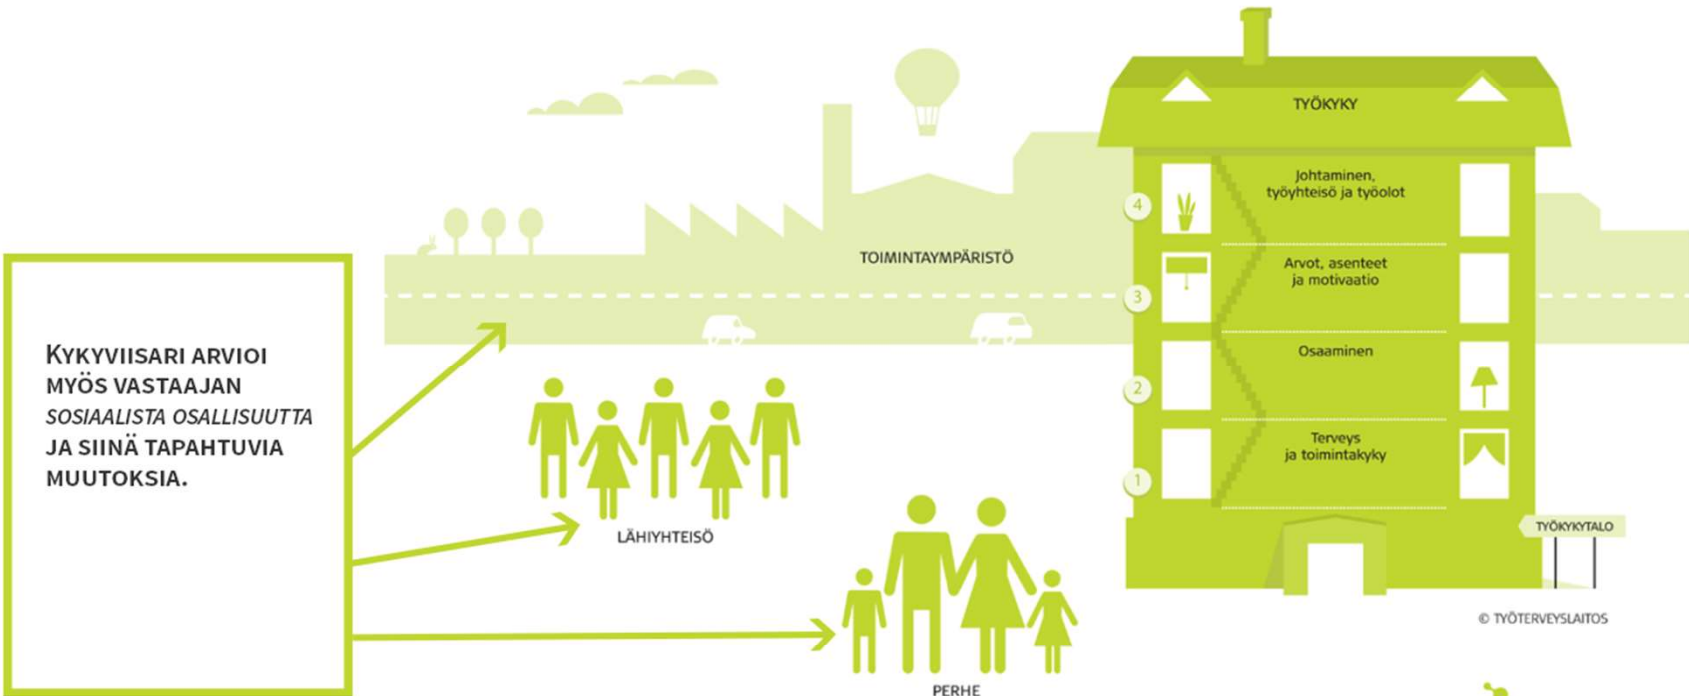 KYKYVIISARI ARVIOI
MYÖS VASTAAJAN
SOSIAALISTA OSALLISUUTTA
JA SIINÄ TAPAHTUVIA
MUUTOKSIA.
TOIMINTAYMPÄRISTÖ
LÄHIYHTEISÖ
PERHE
TYÖKYKY
4
Johtaminen,
työyhteisö ja työolot
3
Arvot, asenteet
ja motivaatio
2
Osaaminen
1
Terveys
ja toimintakyky
TYÖKYKYTALO
© TYÖTERVEYSLAITOS